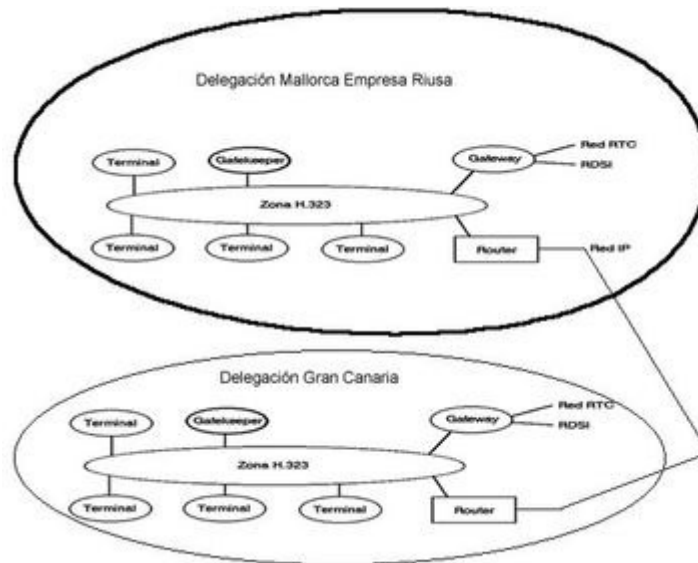 Delegación Mallorca Empresa Riusa
Red RTC
Terminal
Gatekeeper
Gateway
RDSI
Zona H.323
Terminal
Terminal
Terminal
Router
Red IP
Delegación Gran Canaria
Red RTC
Terminal
Gatekeeper
Gateway
RDSI
Zona H.323
Terminal
Terminal
Terminal
Router